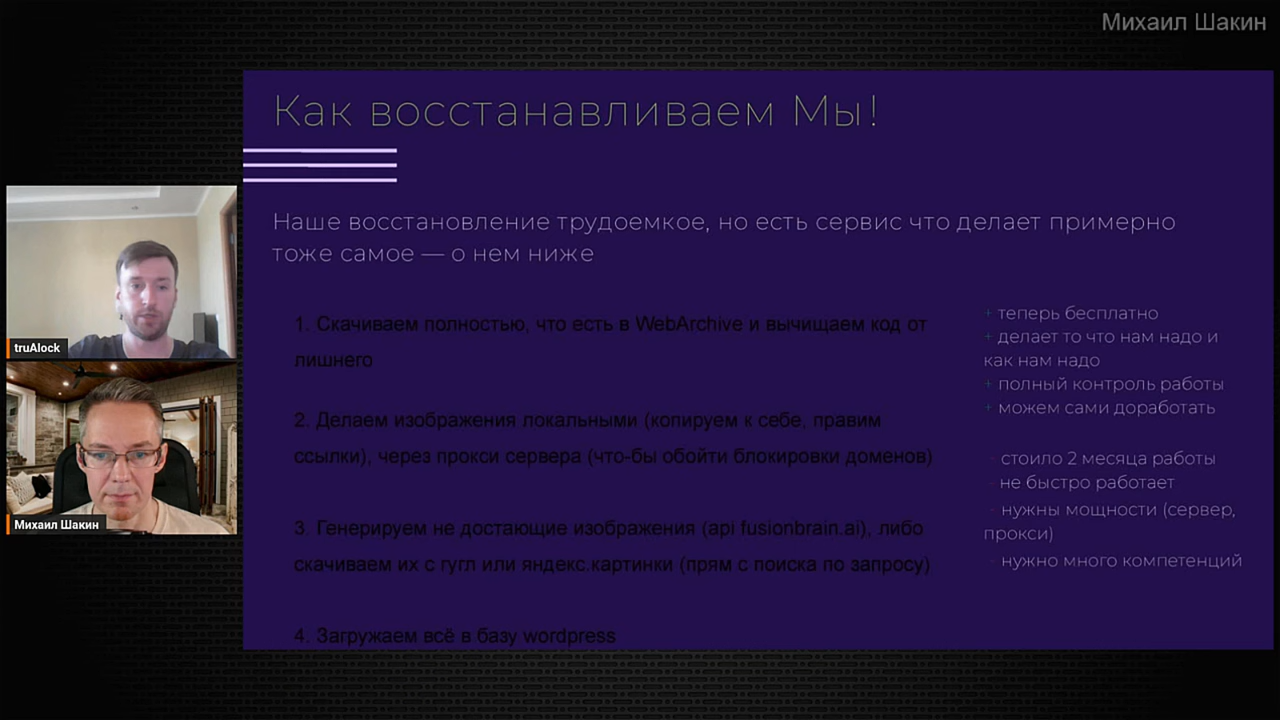 Михаил Шакин
Как восстанавливаем Мы!
Наше восстановление трудоемкое, но есть сервис что делает примерно
тоже самое — о нем ниже
1. Скачиваем полностью, что есть в WebArchive и вычищаем код от
лишнего
2. Делаем изображения локальными (копируем к себе, правим
ссылки), через прокси сервера (что-бы обойти блокировки доменов)
3. Генерируем не достающие изображения (api fusionbrain.ai), либо
скачиваем их с гугл или яндекс.картинки (прям с поиска по запросу)
4. Загружаем всё в базу wordpress
+ теперь бесплатно
+ делает то что нам надо и
как нам надо
+ полный контроль работы
+ можем сами доработать
- стоило 2 месяца работы
- не быстро работает
- нужны мощности (сервер,
прокси)
- нужно много компетенций
truAlock
Михаил Шакин